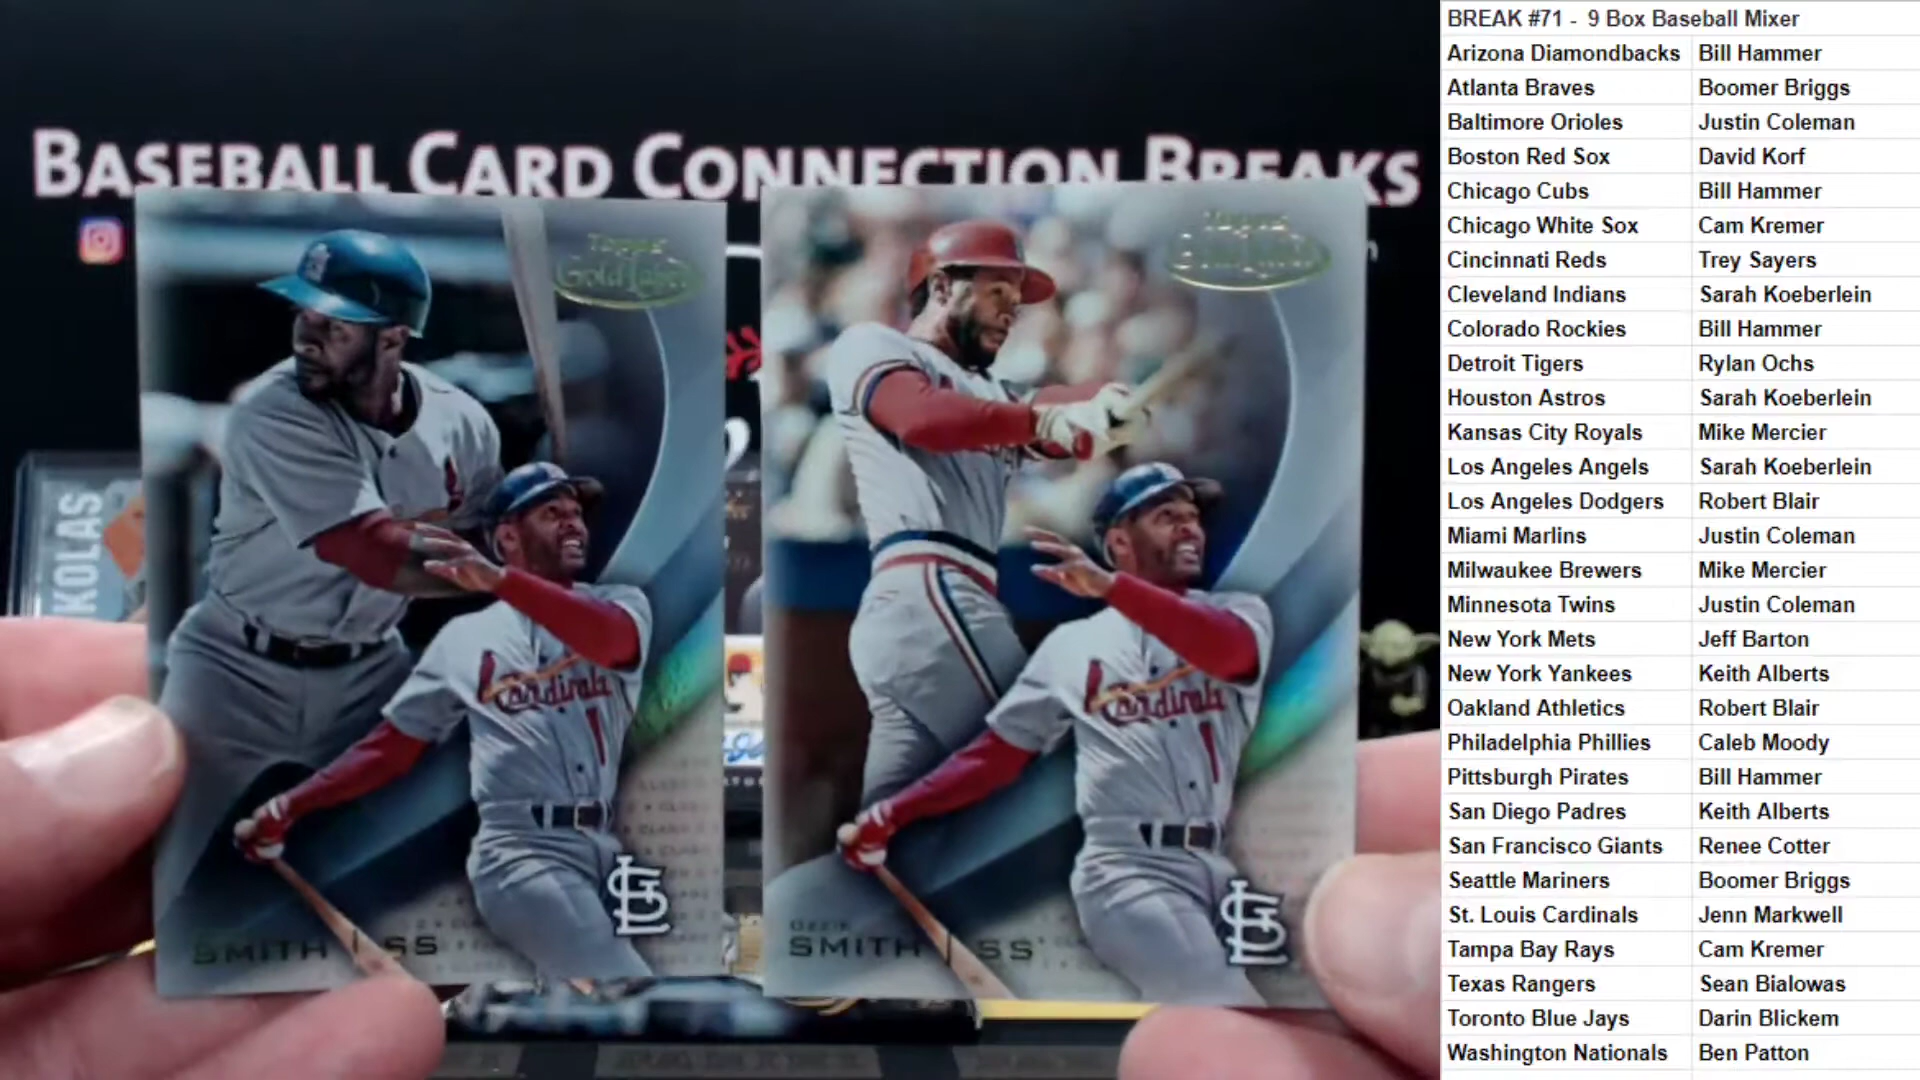 BASEBALL CARD CONNECTION BREAKS
KOLAS
Topps
Gold Label
Cardinals
1
SMITH | SS
STL
Topps
Cardinals
1
OZZIE
SMITH | SS
STL
BREAK #71 - 9 Box Baseball Mixer
Arizona Diamondbacks Bill Hammer
Atlanta Braves Boomer Briggs
Baltimore Orioles Justin Coleman
Boston Red Sox David Korf
Chicago Cubs Bill Hammer
Chicago White Sox Cam Kremer
Cincinnati Reds Trey Sayers
Cleveland Indians Sarah Koeberlein
Colorado Rockies Bill Hammer
Detroit Tigers Rylan Ochs
Houston Astros Sarah Koeberlein
Kansas City Royals Mike Mercier
Los Angeles Angels Sarah Koeberlein
Los Angeles Dodgers Robert Blair
Miami Marlins Justin Coleman
Milwaukee Brewers Mike Mercier
Minnesota Twins Justin Coleman
New York Mets Jeff Barton
New York Yankees Keith Alberts
Oakland Athletics Robert Blair
Philadelphia Phillies Caleb Moody
Pittsburgh Pirates Bill Hammer
San Diego Padres Keith Alberts
San Francisco Giants Renee Cotter
Seattle Mariners Boomer Briggs
St. Louis Cardinals Jenn Markwell
Tampa Bay Rays Cam Kremer
Texas Rangers Sean Bialowas
Toronto Blue Jays Darin Blickem
Washington Nationals Ben Patton